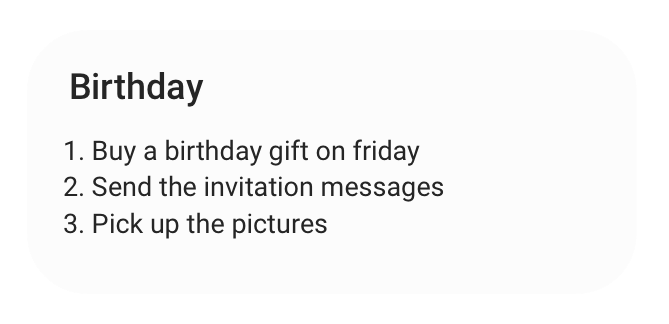 Birthday
1. Buy a birthday gift on friday
2. Send the invitation messages
3. Pick up the pictures